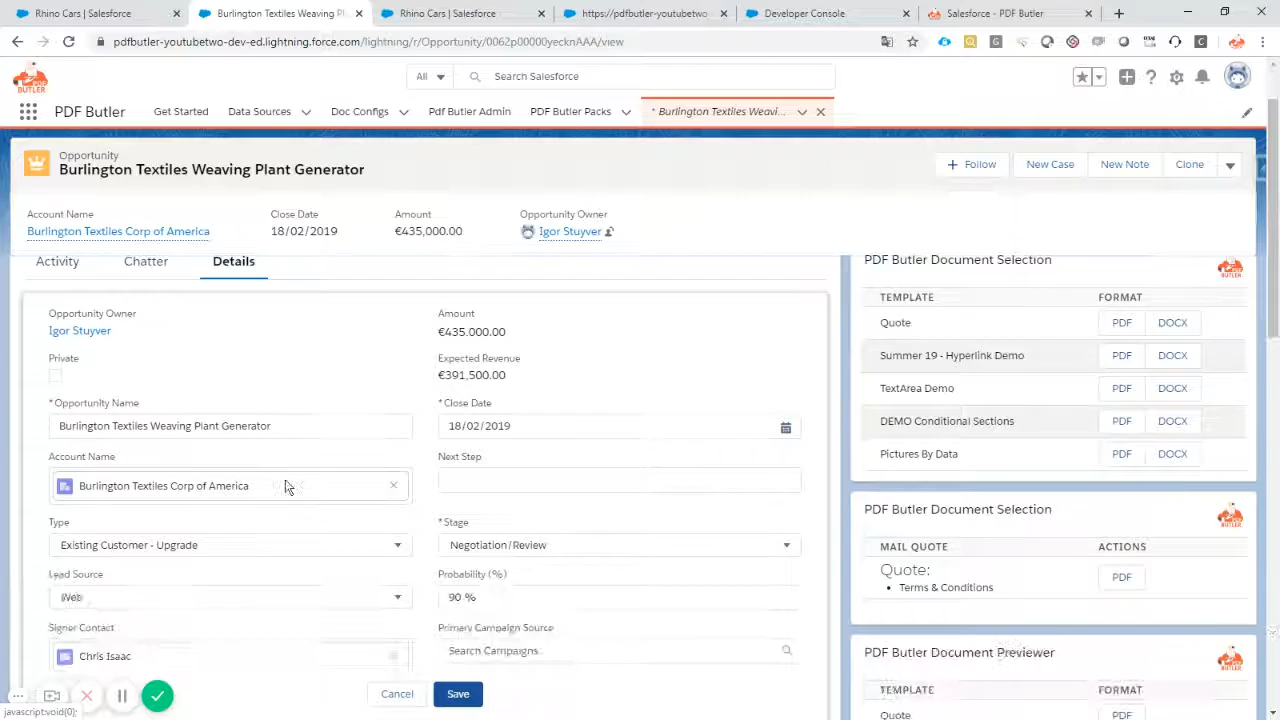 Rhino Cars | Salesforce
Burlington Textiles Weaving Pl
Rhino Cars | Salesforce
https://pdfbutler-youtubetwo
Developer Console
Salesforce - PDF Butler
pdfbutler-youtubetwo-dev-ed.lightning.force.com/lightning/r/Opportunity/0062p00000yecknAAA/view
BUTLER
All
Search Salesforce
PDF Butler
Get Started
Data Sources
Doc Configs
Pdf Butler Admin
PDF Butler Packs
* Burlington Textiles Weavi...
Opportunity
Burlington Textiles Weaving Plant Generator
Follow
New Case
New Note
Clone
Account Name
Close Date
Amount
Opportunity Owner
Burlington Textiles Corp of America
18/02/2019
€435,000.00
Igor Stuyver
Activity
Chatter
Details
Opportunity Owner
Igor Stuyver
Amount
€435.000.00
Private
Expected Revenue
€391,500.00
*Opportunity Name
Burlington Textiles Weaving Plant Generator
*Close Date
18/02/2019
Account Name
Burlington Textiles Corp of America
Next Step
Type
Existing Customer - Upgrade
*Stage
Negotiation/Review
Lead Source
Web
Probability (%)
90 %
Signer Contact
Chris Isaac
Primary Campaign Source
Search Campaigns...
Cancel
Save
javascript:void(0);
PDF Butler Document Selection
TEMPLATE
FORMAT
Quote
PDF
DOCX
Summer 19 - Hyperlink Demo
PDF
DOCX
TextArea Demo
PDF
DOCX
DEMO Conditional Sections
PDF
DOCX
Pictures By Data
PDF
DOCX
PDF Butler Document Selection
MAIL QUOTE
ACTIONS
Quote:
• Terms & Conditions
PDF
PDF Butler Document Previewer
TEMPLATE
FORMAT
Quote
PDF